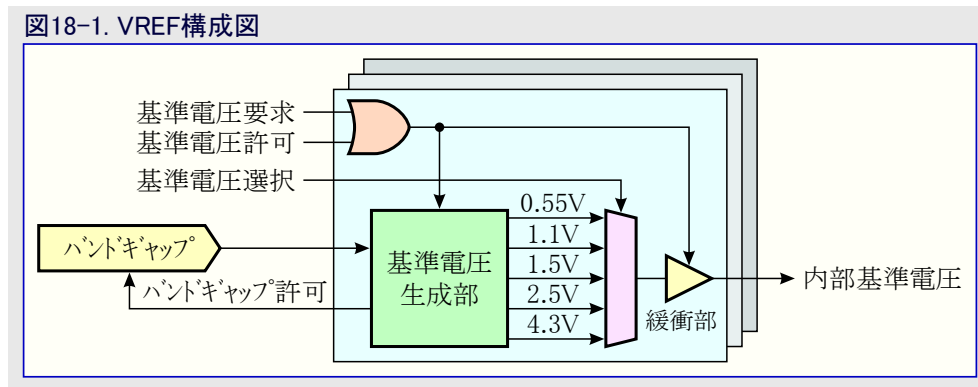 図18-1. VREF構成図
基準電圧要求
基準電圧許可
基準電圧選択
バンドギャップ
バンドギャップ許可
基準電圧
生成部
0.55V
1.1V
1.5V
2.5V
4.3V
緩衝部
内部基準電圧